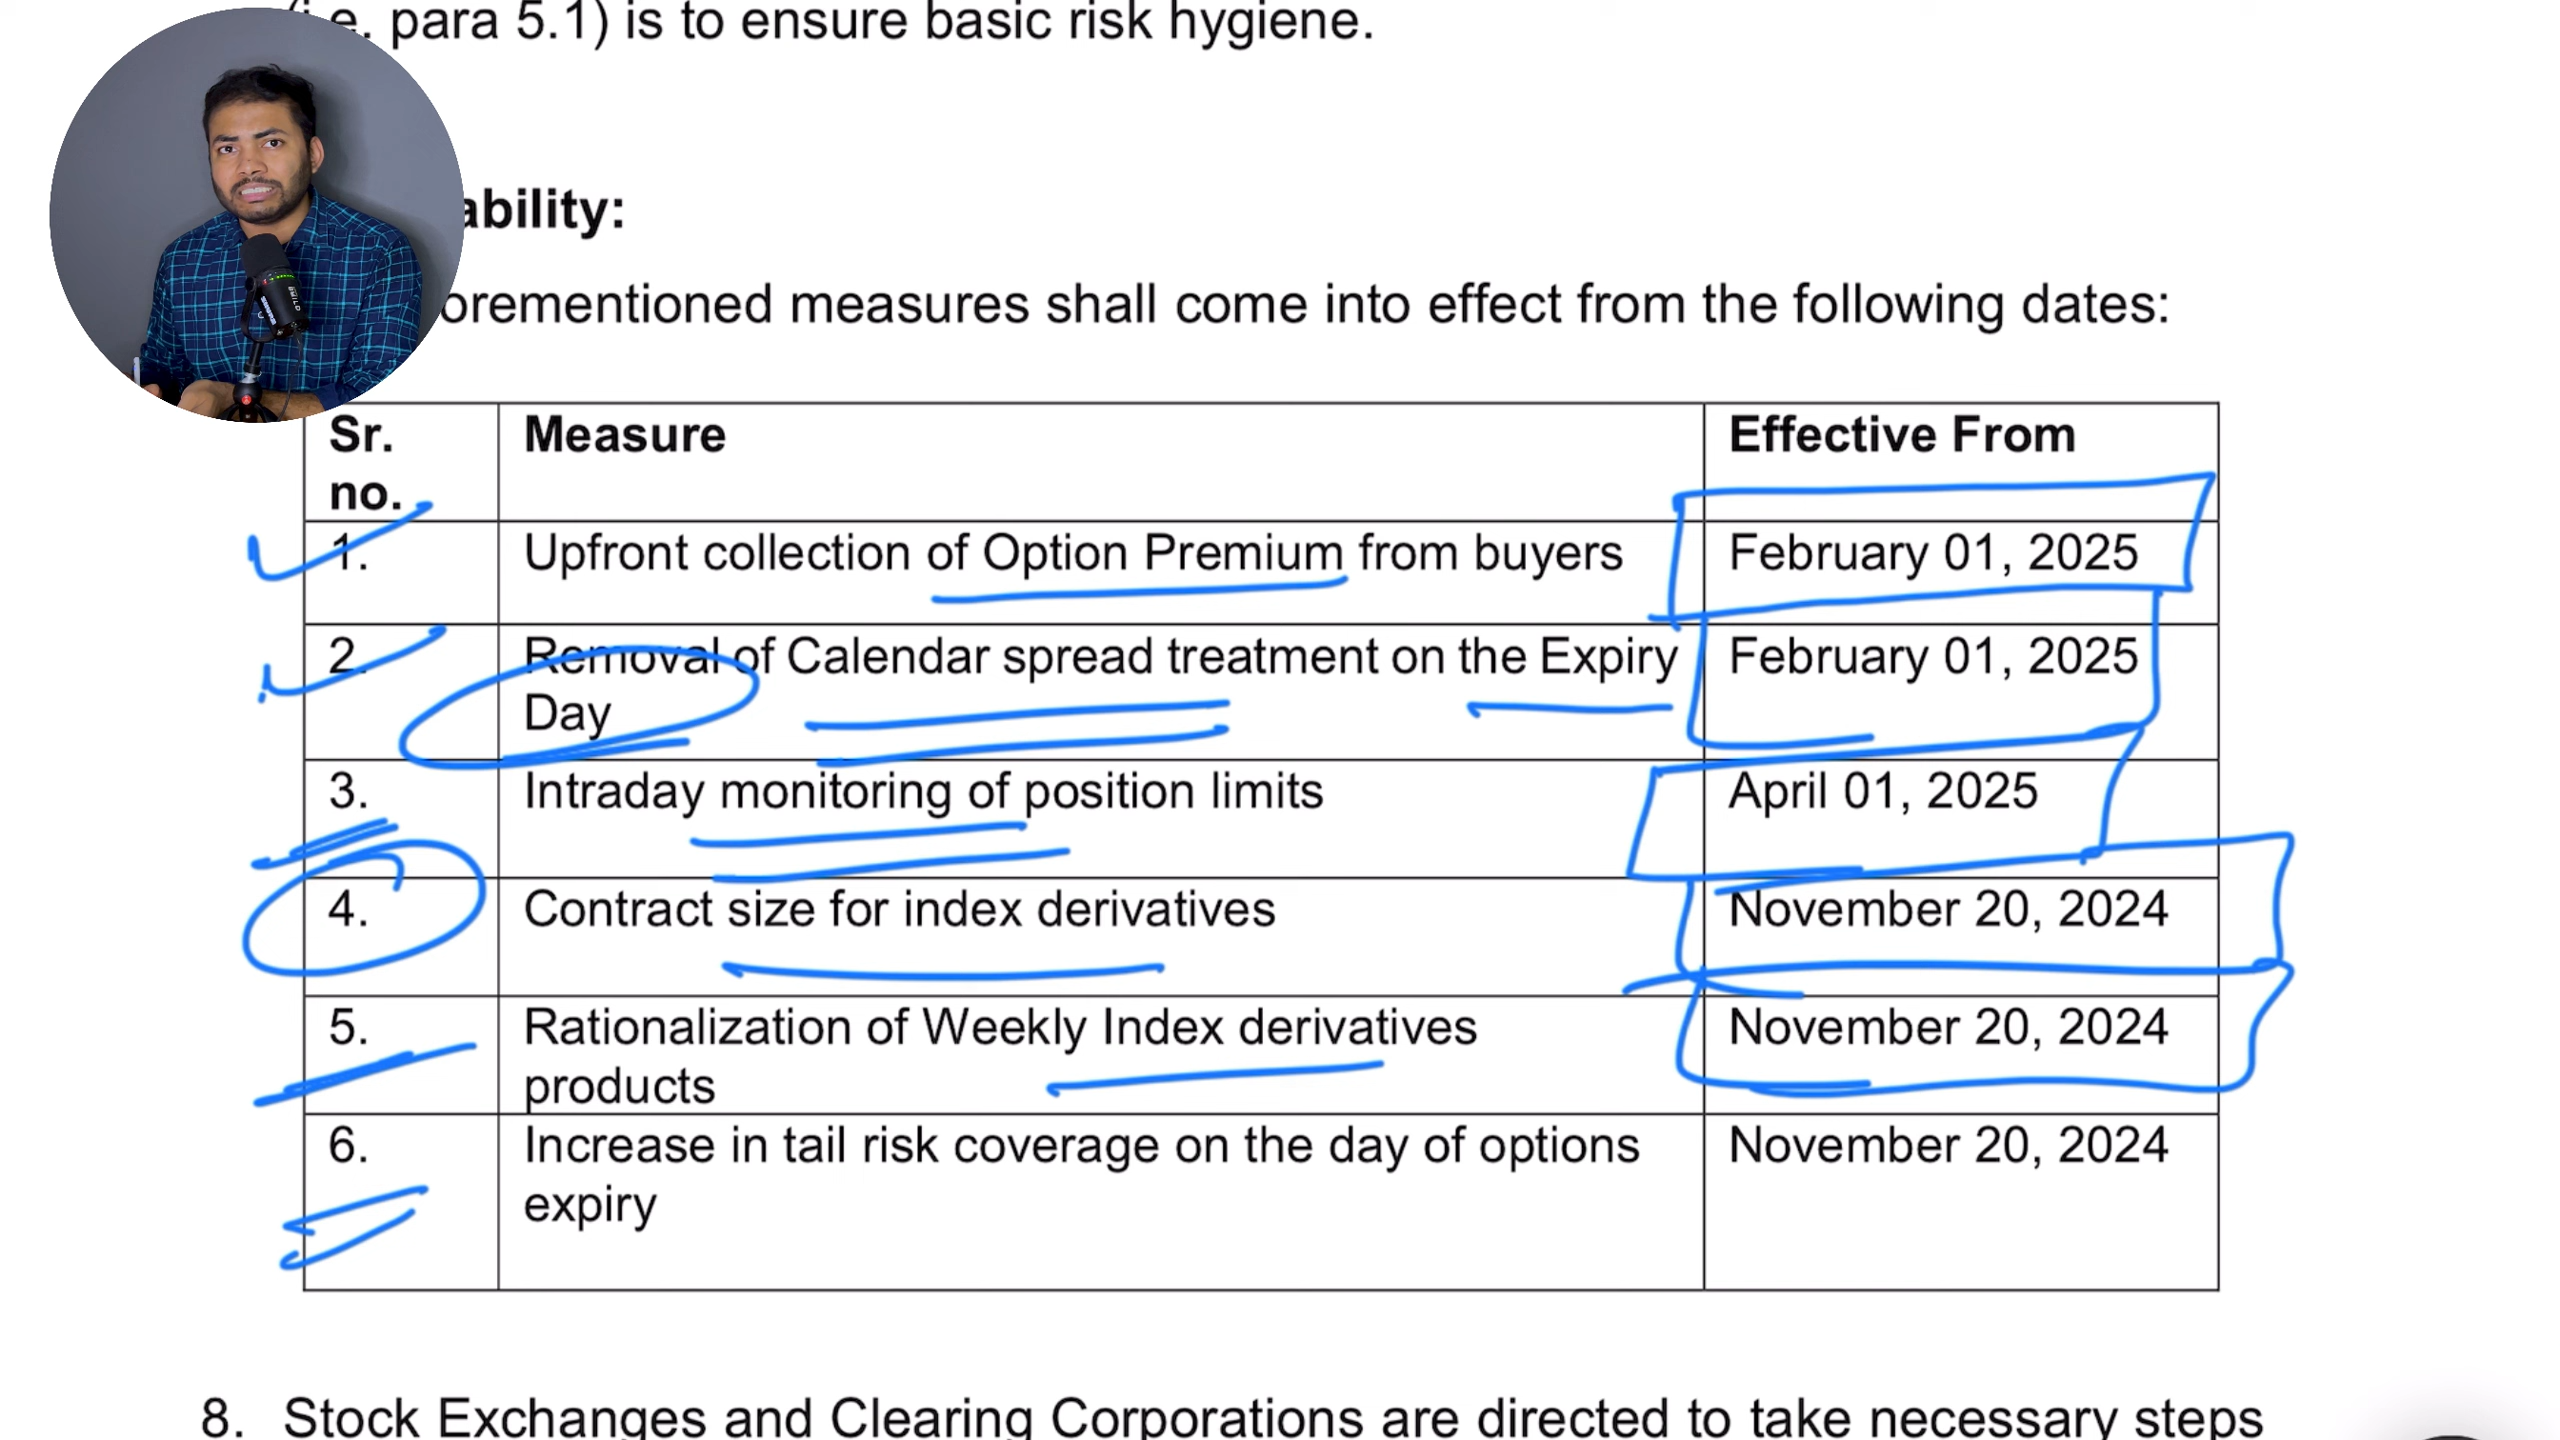 para 5.1) is to ensure basic risk hygiene.
ability:
orementioned measures shall come into effect from the following dates:
Sr. no. Measure Effective From
1. Upfront collection of Option Premium from buyers February 01, 2025
2. Removal of Calendar spread treatment on the Expiry February 01, 2025
Day
3. Intraday monitoring of position limits April 01, 2025
4. Contract size for index derivatives November 20, 2024
5. Rationalization of Weekly Index derivatives November 20, 2024
products
6. Increase in tail risk coverage on the day of options November 20, 2024
expiry
8. Stock Exchanges and Clearing Corporations are directed to take necessary steps